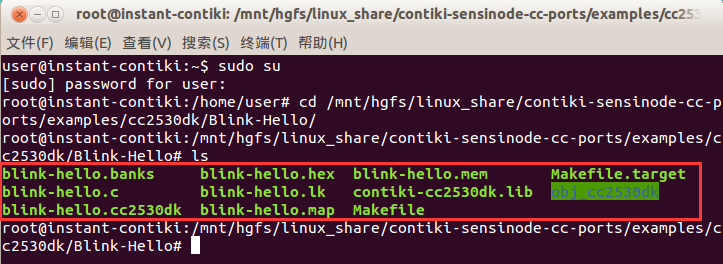 root@instant-contiki: /mnt/hgfs/linux_share/contiki-sensinode-cc-ports/examples/cc253
文件(F) 编辑(E) 查看(V) 搜索(S) 终端(T) 帮助(H)
user@instant-contiki:~$ sudo su
[sudo] password for user:
root@instant-contiki:/home/user# cd /mnt/hgfs/linux_share/contiki-sensinode-cc-p
orts/examples/cc2530dk/Blink-Hello/
root@instant-contiki:/mnt/hgfs/linux_share/contiki-sensinode-cc-ports/examples/c
c2530dk/Blink-Hello# ls
blink-hello.banks blink-hello.hex blink-hello.mem Makefile.target
blink-hello.c blink-hello.lk contiki-cc2530dk.lib obj_cc2530dk
blink-hello.cc2530dk blink-hello.map Makefile
root@instant-contiki:/mnt/hgfs/linux_share/contiki-sensinode-cc-ports/examples/c
c2530dk/Blink-Hello#